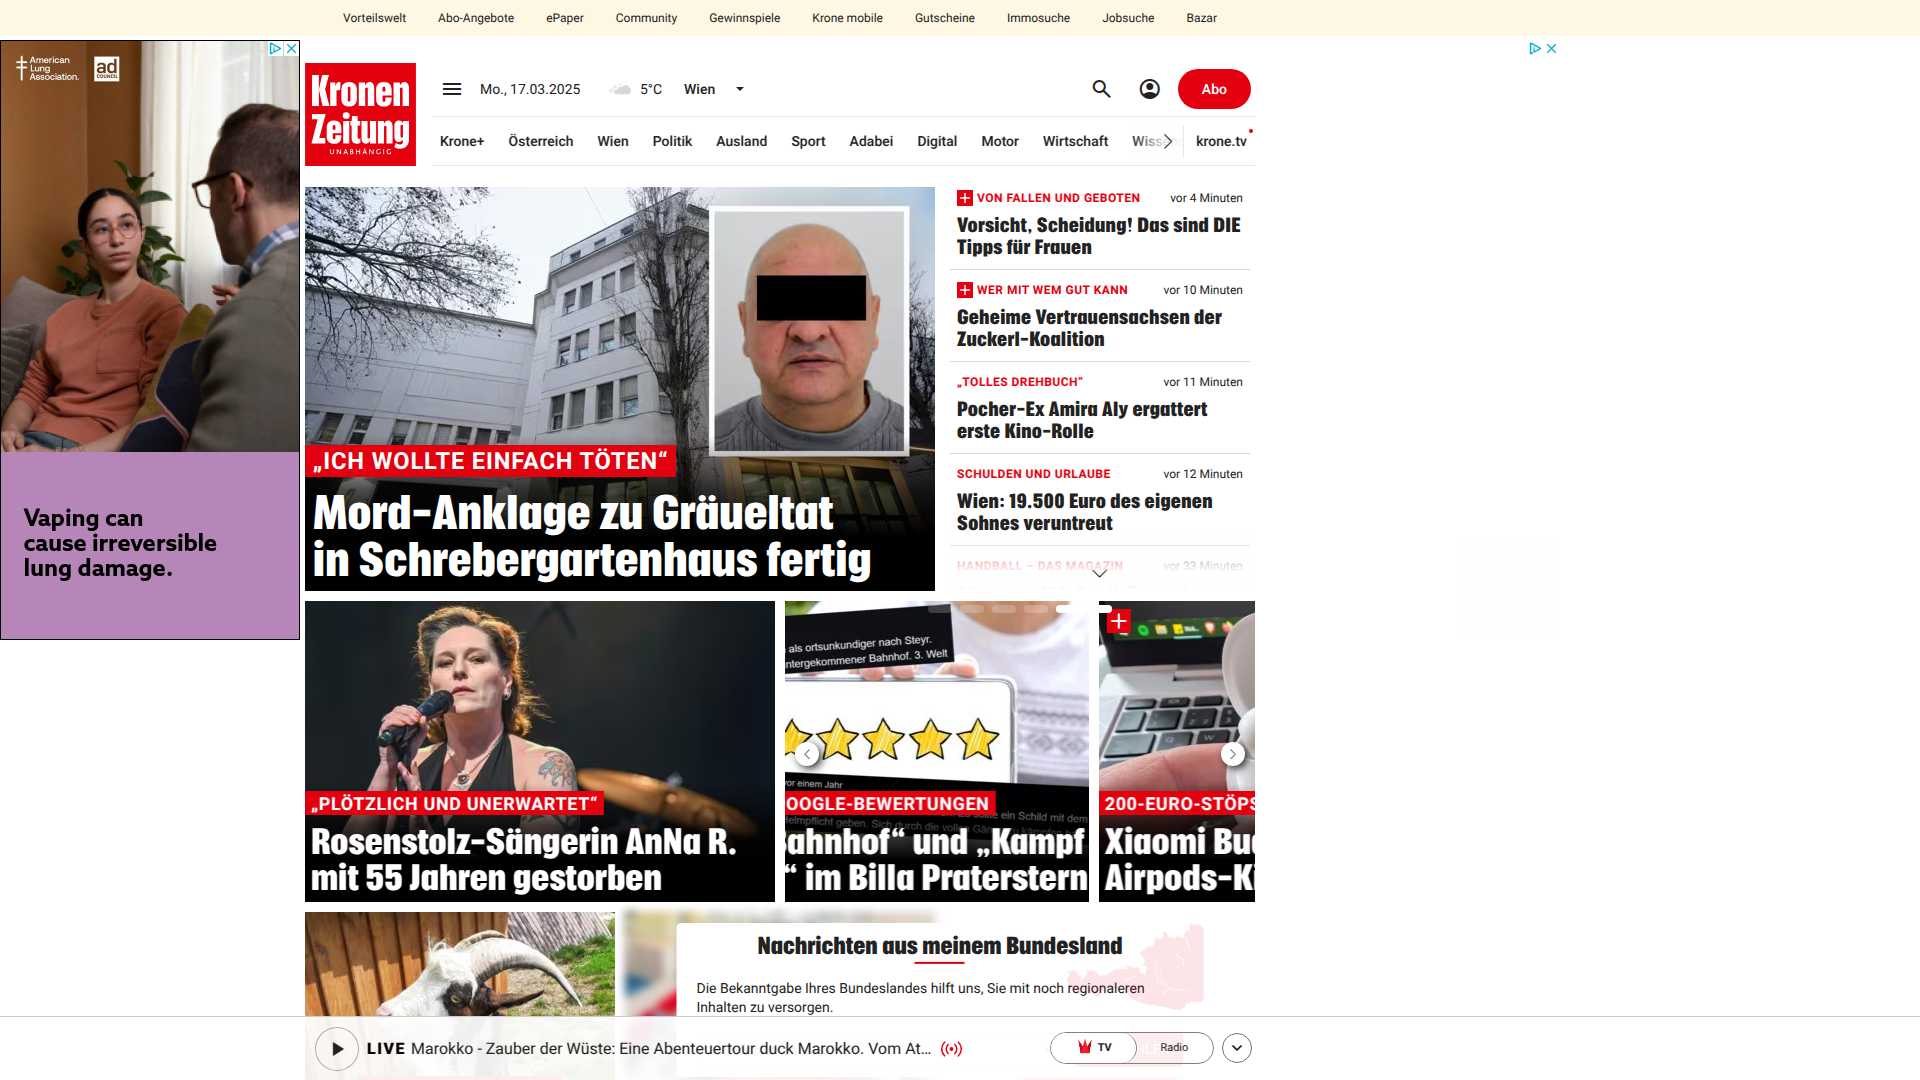 Vorteilswelt
Abo-Angebote
ePaper
Community
Gewinnspiele
Krone mobile
Gutscheine
Immosuche
Jobsuche
Bazar
American
Lung
Association.
ad
COUNCIL
Vaping can
cause irreversible
lung damage.
Kronen
Zeitung
UNABHÄNGIG
Mo., 17.03.2025
5°C
Wien
Abo
Krone+
Österreich
Wien
Politik
Ausland
Sport
Adabei
Digital
Motor
Wirtschaft
krone.tv
„ICH WOLLTE EINFACH TÖTEN“
Mord-Anklage zu Gräueltat
in Schrebergartenhaus fertig
VON FALLEN UND GEBOTEN
vor 4 Minuten
Vorsicht, Scheidung! Das sind DIE
Tipps für Frauen
WER MIT WEM GUT KANN
vor 10 Minuten
Geheime Vertrauensachsen der
Zuckerl-Koalition
„TOLLES DREHBUCH“
vor 11 Minuten
Pocher-Ex Amira Aly ergattert
erste Kino-Rolle
SCHULDEN UND URLAUBE
vor 12 Minuten
Wien: 19.500 Euro des eigenen
Sohnes veruntreut
HANDBALL – DAS MAGAZIN
vor 33 Minuten
„PLÖTZLICH UND UNERWARTET“
Rosenstolz-Sängerin AnNa R.
mit 55 Jahren gestorben
als ortsunkundiger nach Steyr.
ntergekommener Bahnhof. 3. Welt
vor einem Jahr
OOGLE-BEWERTUNGEN
ahnhof“ und „Kampf
“ im Billa Praterstern
200-EURO-STÖPS
Xiaomi Bu
Airpods-Ki
Nachrichten aus meinem Bundesland
Die Bekanntgabe Ihres Bundeslandes hilft uns, Sie mit noch regionaleren
Inhalten zu versorgen.
LIVE Marokko - Zauber der Wüste: Eine Abenteuertour duck Marokko. Vom At...
TV
Radio